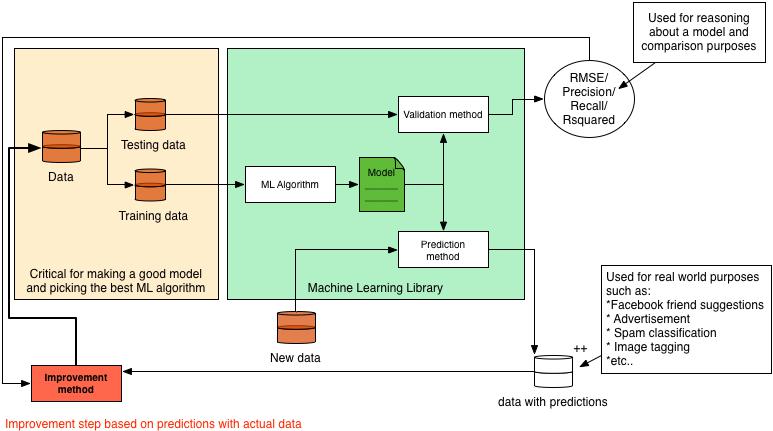 Used for reasoning
about a model and
comparison purposes
RMSE/
Precision/
Recall/
Rsquared
Validation method
Testing data
Data
ML Algorithm
Model
Training data
Prediction
method
Critical for making a good model
and picking the best ML algorithm
Machine Learning Library
Used for real world purposes
such as:
*Facebook friend suggestions
* Advertisement
* Spam classification
* Image tagging
*etc..
New data
++
data with predictions
Improvement
method
Improvement step based on predictions with actual data